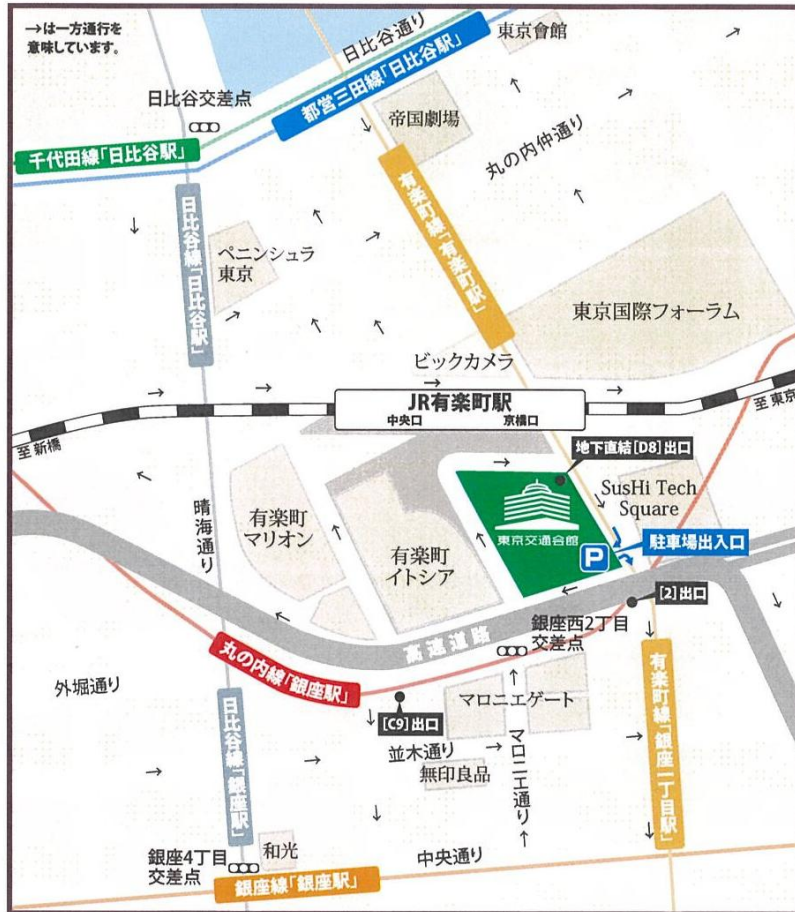 →は一方通行を
意味しています。
日比谷通り
東京會館
都営三田線「日比谷駅」
日比谷交差点
帝国劇場
千代田線「日比谷駅」
丸の内仲通り
有楽町線「有楽町駅」
日比谷線「日比谷駅」
ペニンシュラ
東京
東京国際フォーラム
ビックカメラ
JR有楽町駅
中央口
京橋口
至 東京
至 新橋
地下直結[D8]出口
SusHi Tech
Square
晴海通り
有楽町
マリオン
東京交通会館
有楽町
イトシア
P
駐車場出入口
[2]出口
銀座西2丁目
交差点
高速道路
丸の内線「銀座駅」
外堀通り
有楽町線「銀座一丁目駅」
日比谷線「銀座駅」
マロニエゲート
[C9]出口
並木通り
マロニエ通り
無印良品
銀座4丁目
交差点
和光
中央通り
銀座線「銀座駅」